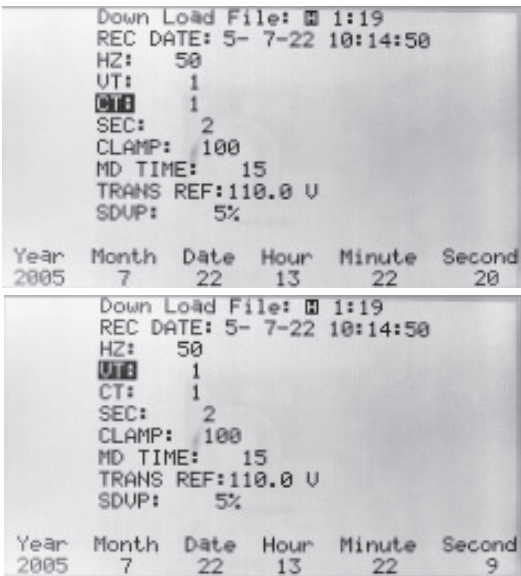 Down Load File: H 1:19
REC DATE: 5- 7-22 10:14:50
HZ: 50
VT: 1
CT: 1
SEC: 2
CLAMP: 100
MD TIME: 15
TRANS REF:110.0 V
SDVP: 5%
Year Month Date Hour Minute Second
2005 7 22 13 22 20
Down Load File: H 1:19
REC DATE: 5- 7-22 10:14:50
HZ: 50
VT: 1
CT: 1
SEC: 2
CLAMP: 100
MD TIME: 15
TRANS REF:110.0 V
SDVP: 5%
Year Month Date Hour Minute Second
2005 7 22 13 22 9